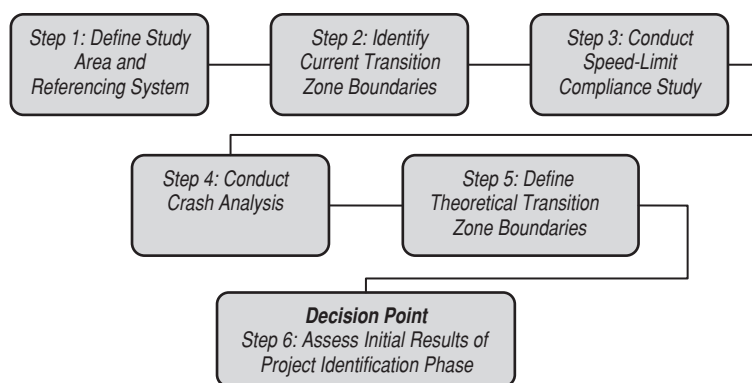 Step 1: Define Study
Area and
Referencing System
Step 2: Identify
Current Transition
Zone Boundaries
Step 3: Conduct
Speed-Limit
Compliance Study
Step 4: Conduct
Crash Analysis
Step 5: Define
Theoretical Transition
Zone Boundaries
Decision Point
Step 6: Assess Initial Results of
Project Identification Phase